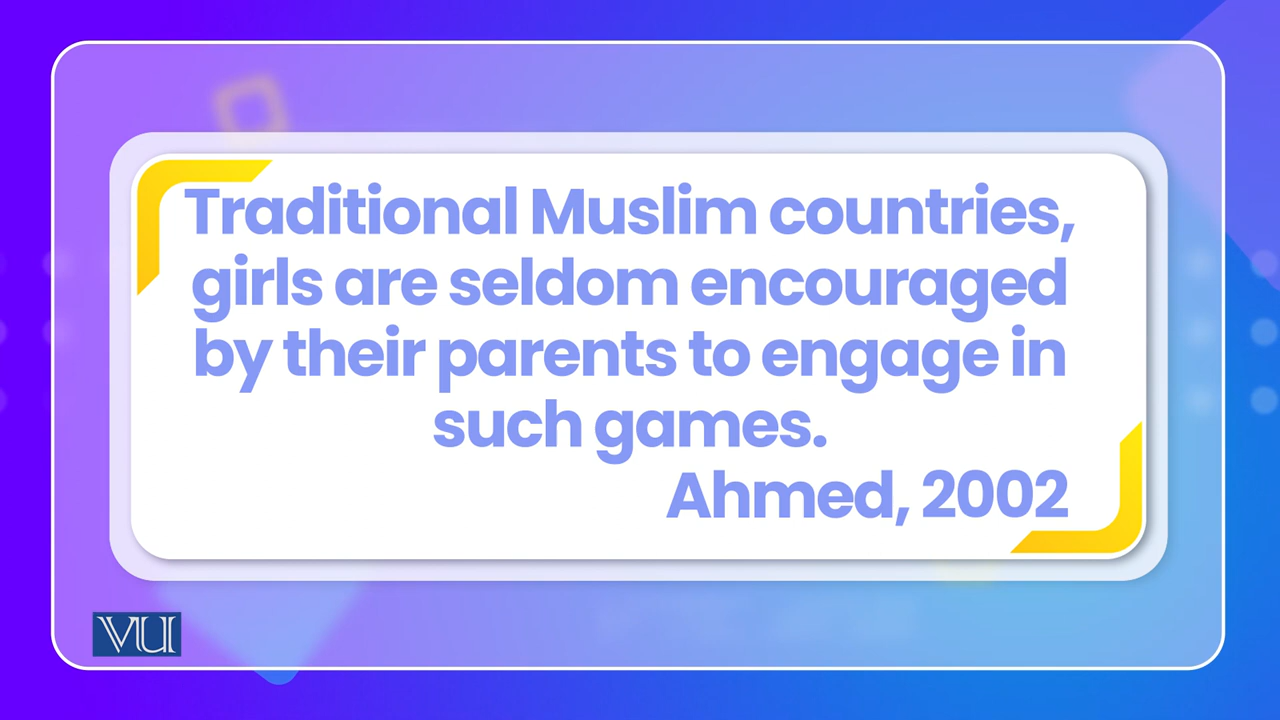 Traditional Muslim countries,
girls are seldom encouraged
by their parents to engage in
such games.
Ahmed, 2002
VU